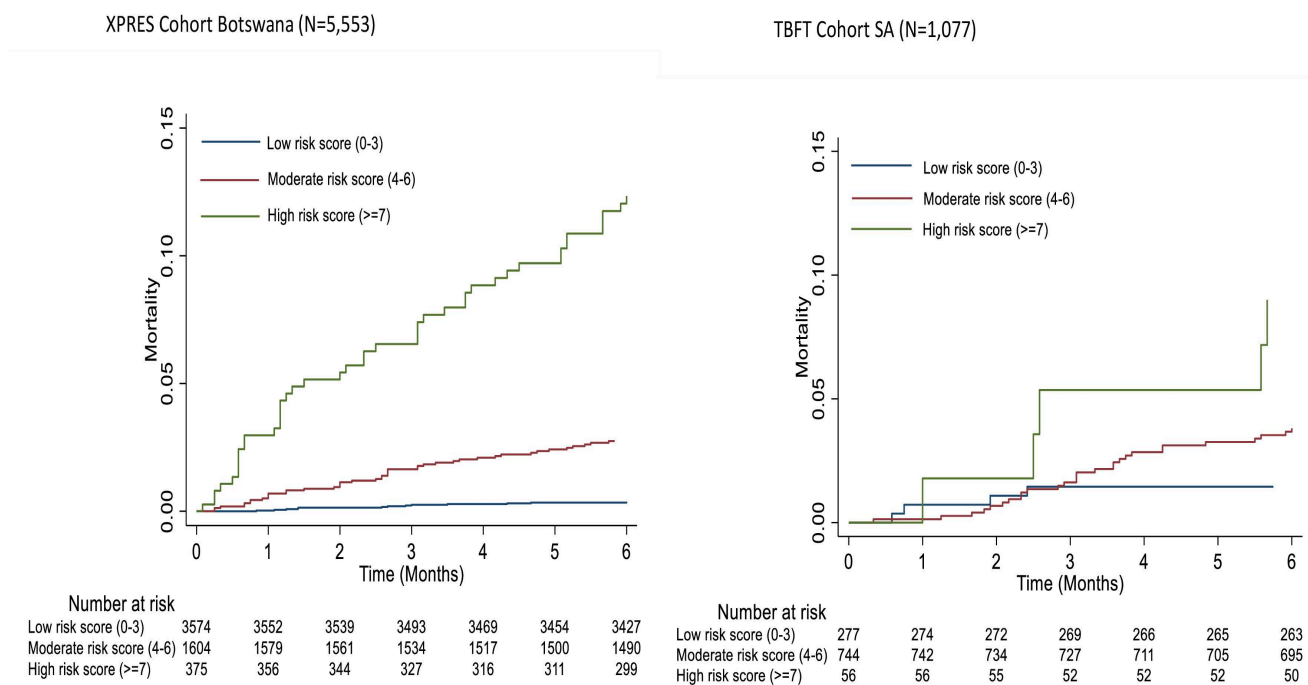 XPRES Cohort Botswana (N=5,553)
0.15
0.10
0.05
0.00
Mortality
Low risk score (0-3)
Moderate risk score (4-6)
High risk score (>=7)
0 1 2 3 4 5 6
Time (Months)
Number at risk
Low risk score (0-3) 3574 3552 3539 3493 3469 3454 3427
Moderate risk score (4-6) 1604 1579 1561 1534 1517 1500 1490
High risk score (>=7) 375 356 344 327 316 311 299
TBFT Cohort SA (N=1,077)
0.15
0.10
0.05
0.00
Mortality
Low risk score (0-3)
Moderate risk score (4-6)
High risk score (>=7)
0 1 2 3 4 5 6
Time (Months)
Number at risk
Low risk score (0-3) 277 274 272 269 266 265 263
Moderate risk score (4-6) 744 742 734 727 711 705 695
High risk score (>=7) 56 56 55 52 52 52 50